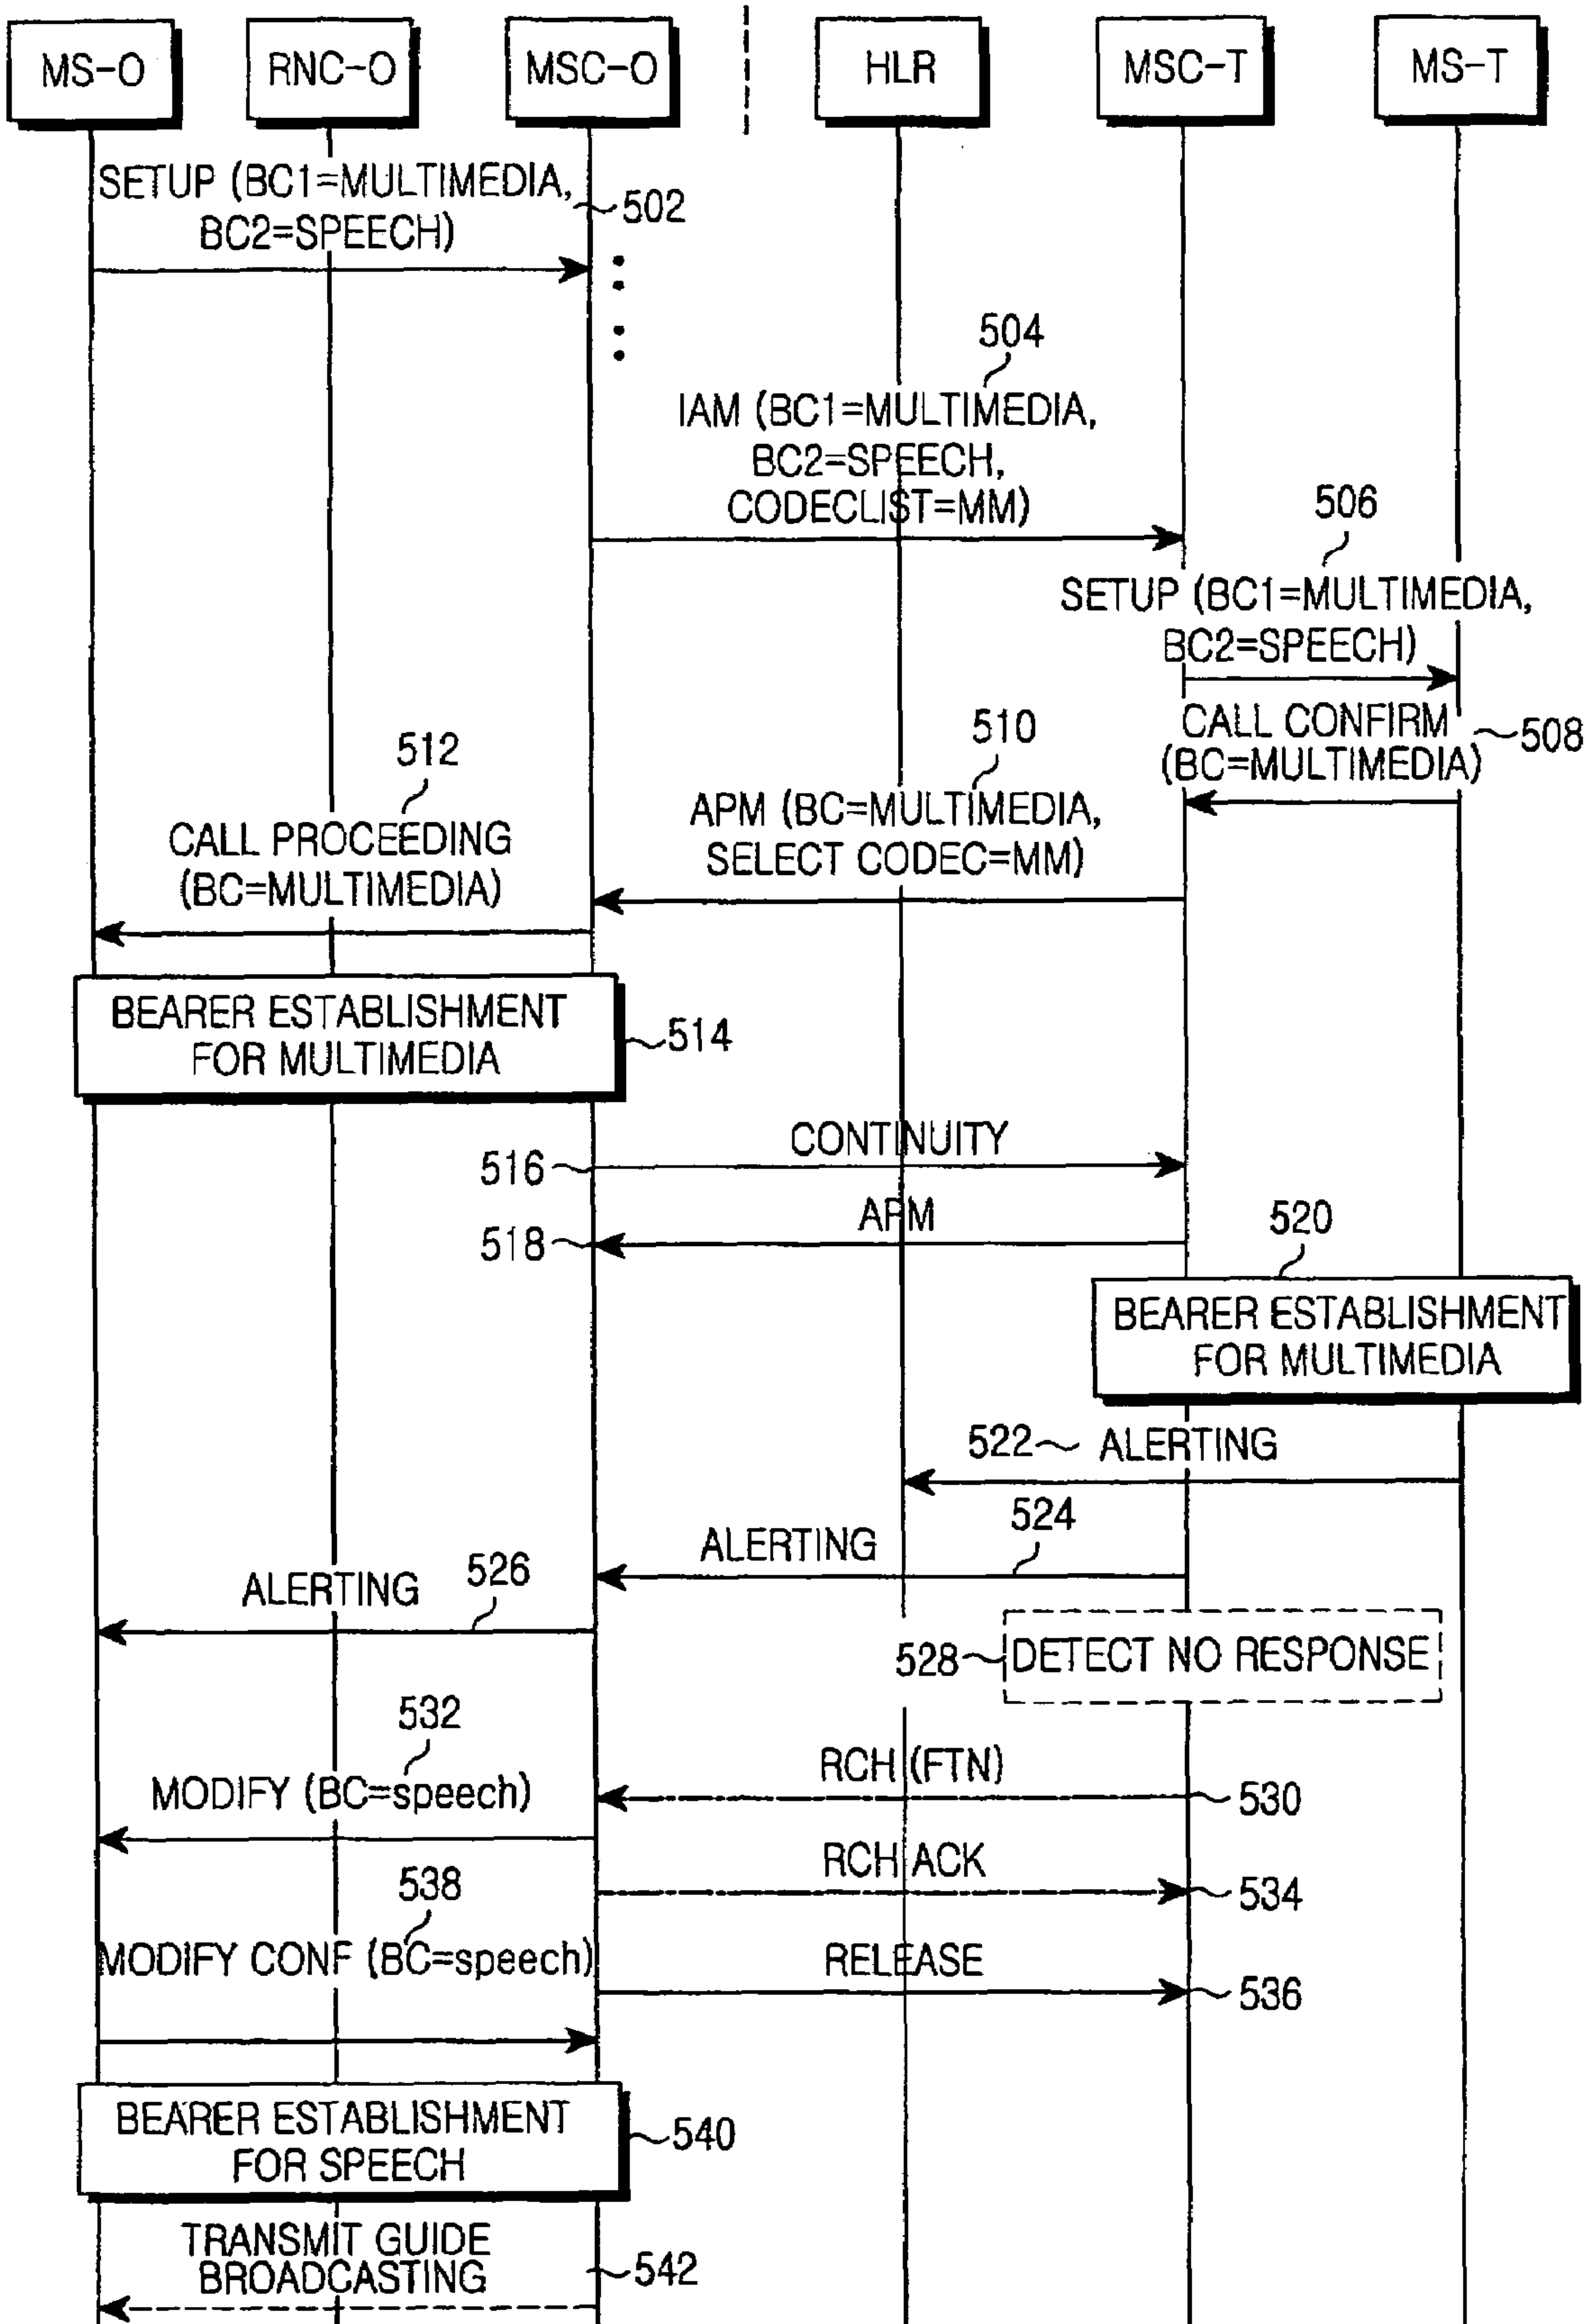 MS-O
RNC-O
MSC-O
HLR
MSC-T
MS-T
SETUP (BC1=MULTIMEDIA,
BC2=SPEECH)
502
504
IAM (BC1=MULTIMEDIA,
BC2=SPEECH,
CODECLIST=MM)
506
SETUP (BC1=MULTIMEDIA,
BC2=SPEECH)
CALL CONFIRM
(BC=MULTIMEDIA)
508
510
APM (BC=MULTIMEDIA,
SELECT CODEC=MM)
512
CALL PROCEEDING
(BC=MULTIMEDIA)
BEARER ESTABLISHMENT
FOR MULTIMEDIA
514
CONTINUITY
516
APM
518
520
BEARER ESTABLISHMENT
FOR MULTIMEDIA
522
ALERTING
524
ALERTING
526
ALERTING
528
DETECT NO RESPONSE
RCH (FTN)
530
532
MODIFY (BC=speech)
RCH ACK
534
538
MODIFY CONF (BC=speech)
RELEASE
536
BEARER ESTABLISHMENT
FOR SPEECH
540
TRANSMIT GUIDE
BROADCASTING
542